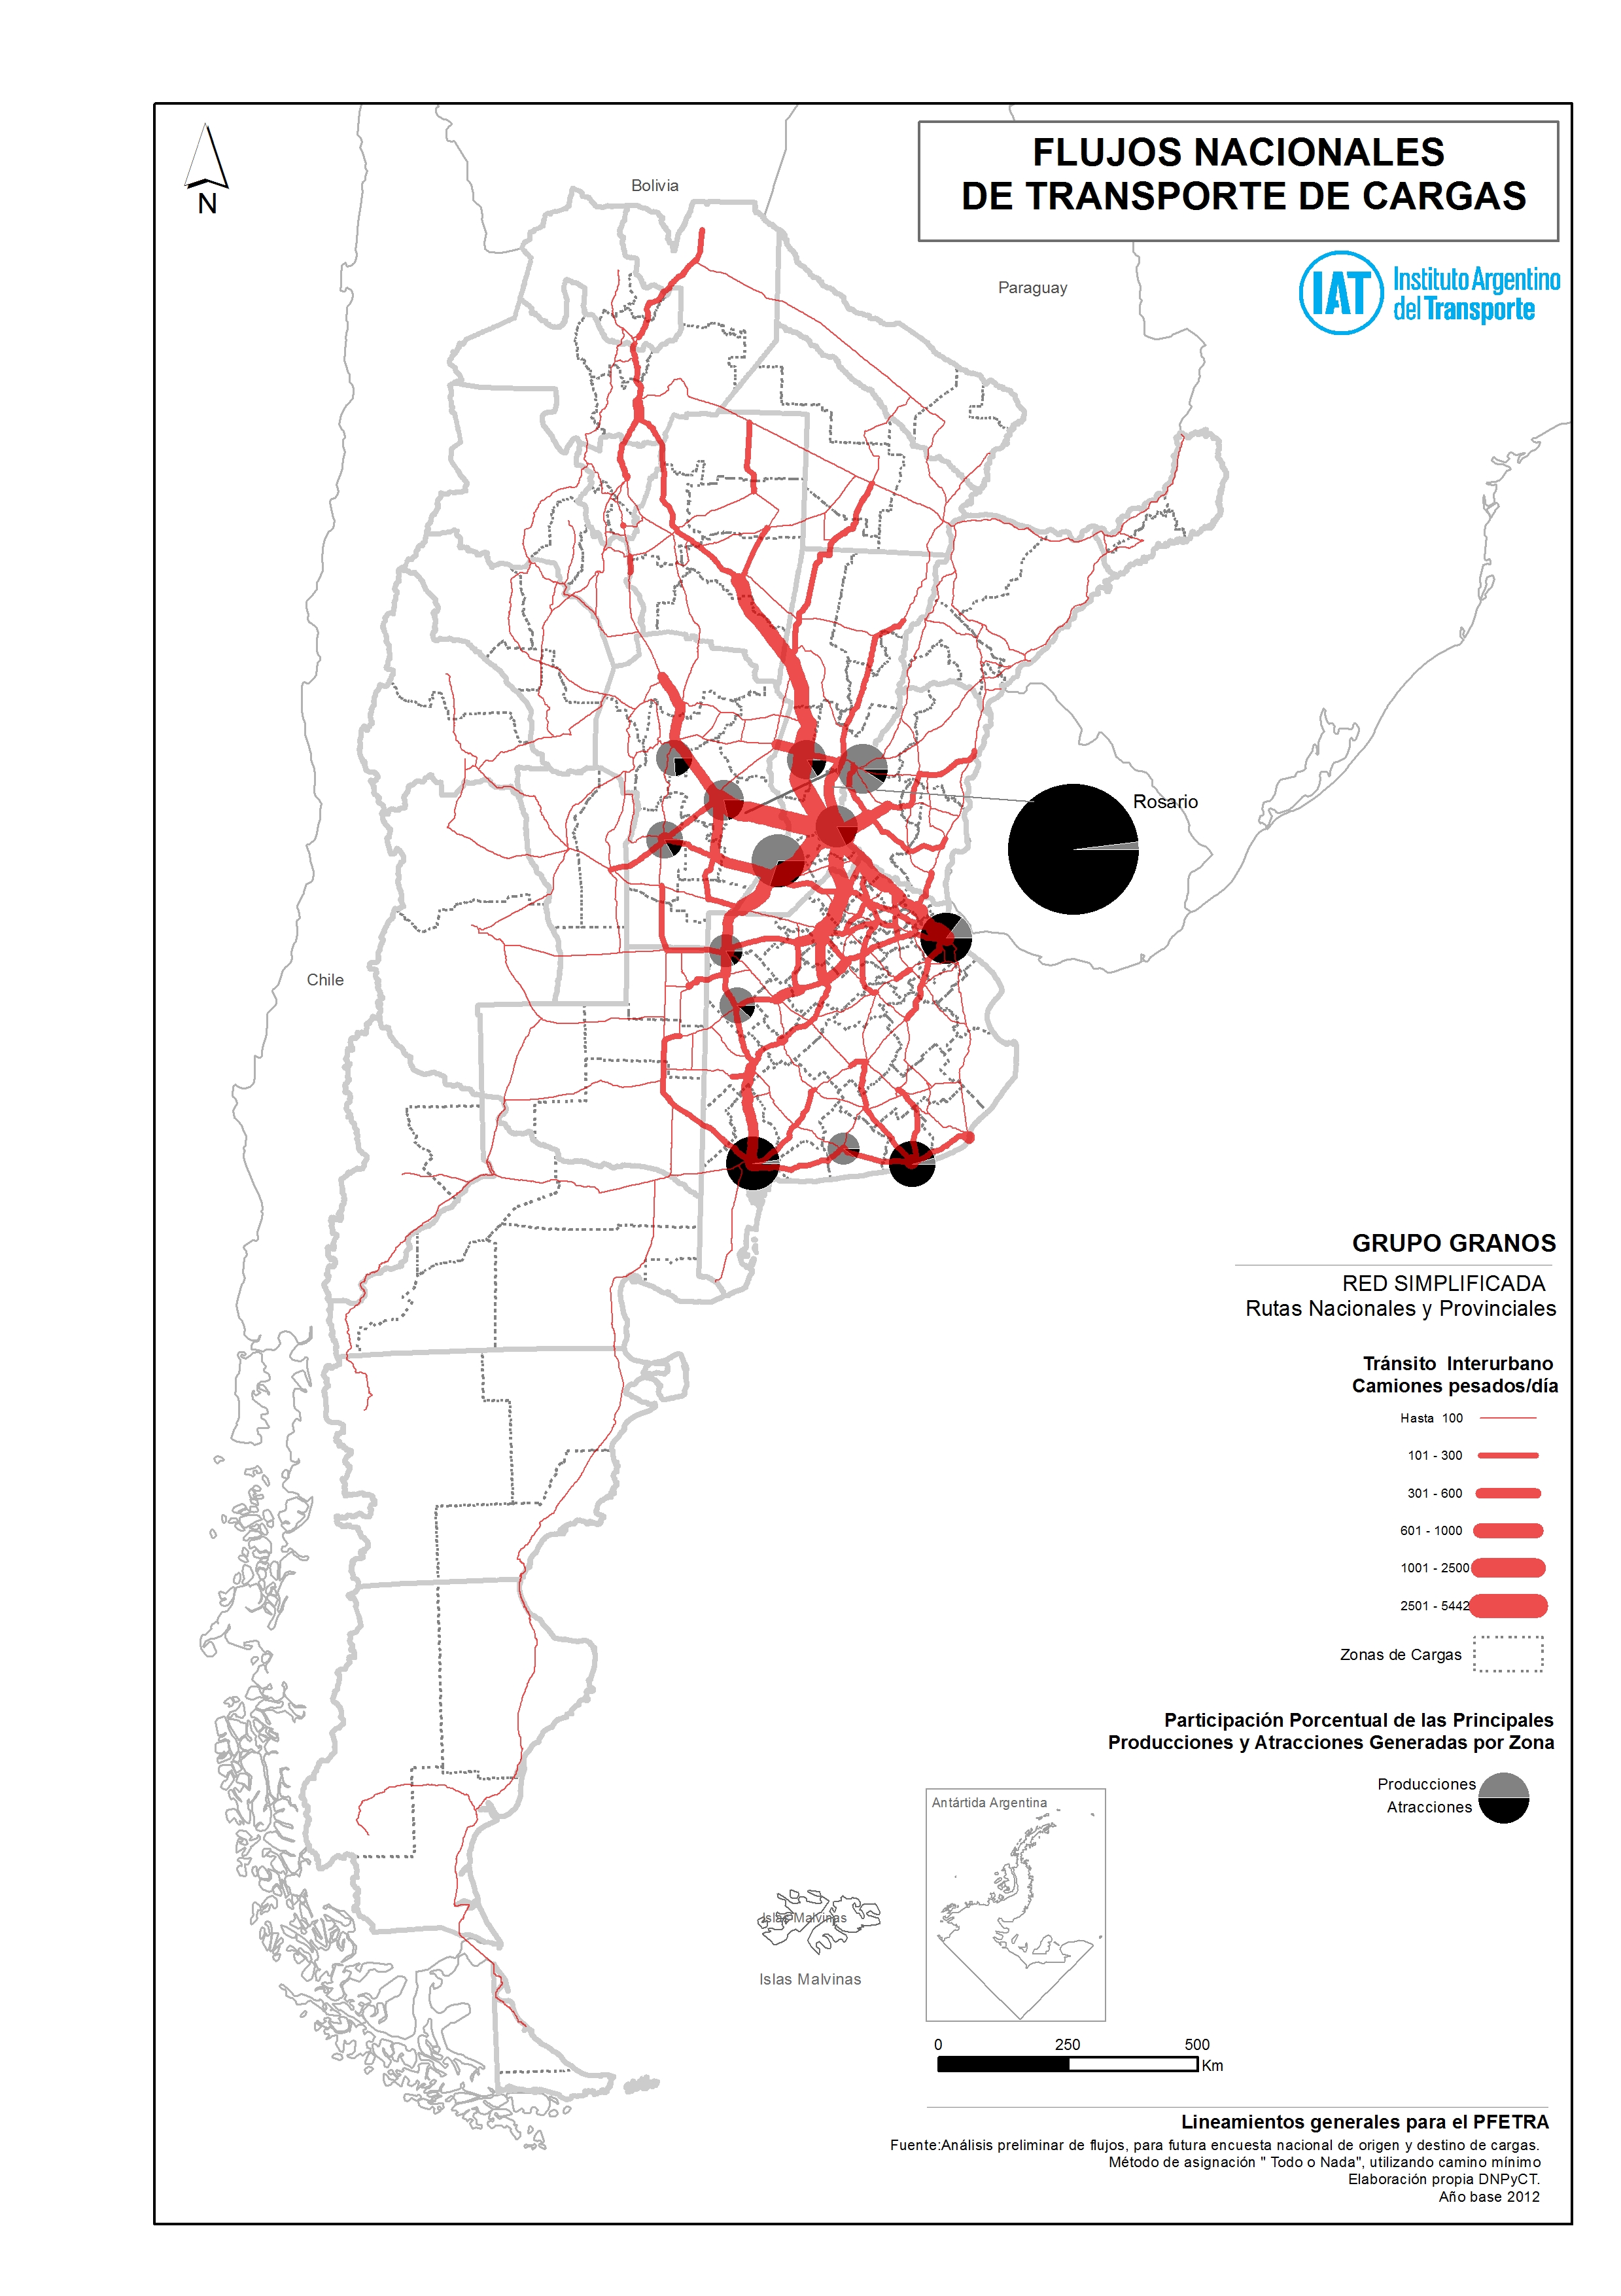 FLUJOS NACIONALES
DE TRANSPORTE DE CARGAS
N
Bolivia
Paraguay
IAT Instituto Argentino
del Transporte
Rosario
Chile
GRUPO GRANOS
RED SIMPLIFICADA
Rutas Nacionales y Provinciales
Tránsito Interurbano
Camiones pesados/día
Hasta 100
101 - 300
301 - 600
601 - 1000
1001 - 2500
2501 - 5442
Zonas de Cargas
Participación Porcentual de las Principales
Producciones y Atracciones Generadas por Zona
Producciones
Atracciones
Antártida Argentina
Islas Malvinas
Islas Malvinas
0 250 500
Km
Lineamientos generales para el PFETRA
Fuente:Análisis preliminar de flujos, para futura encuesta nacional de origen y destino de cargas.
Método de asignación " Todo o Nada", utilizando camino mínimo
Elaboración propia DNPyCT.
Año base 2012